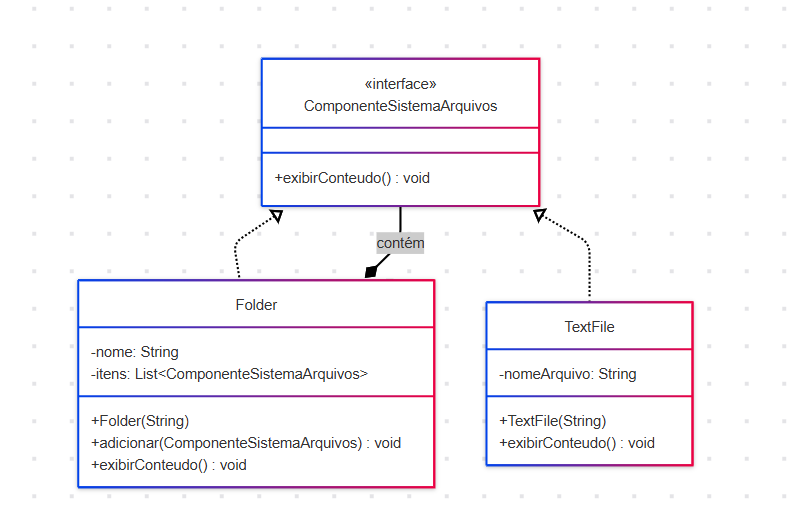 «interface»
ComponenteSistemaArquivos
+exibirConteudo() : void
contém
Folder
-nome: String
-itens: List<ComponenteSistemaArquivos>
+Folder(String)
+adicionar(ComponenteSistemaArquivos) : void
+exibirConteudo() : void
TextFile
-nomeArquivo: String
+TextFile(String)
+exibirConteudo() : void